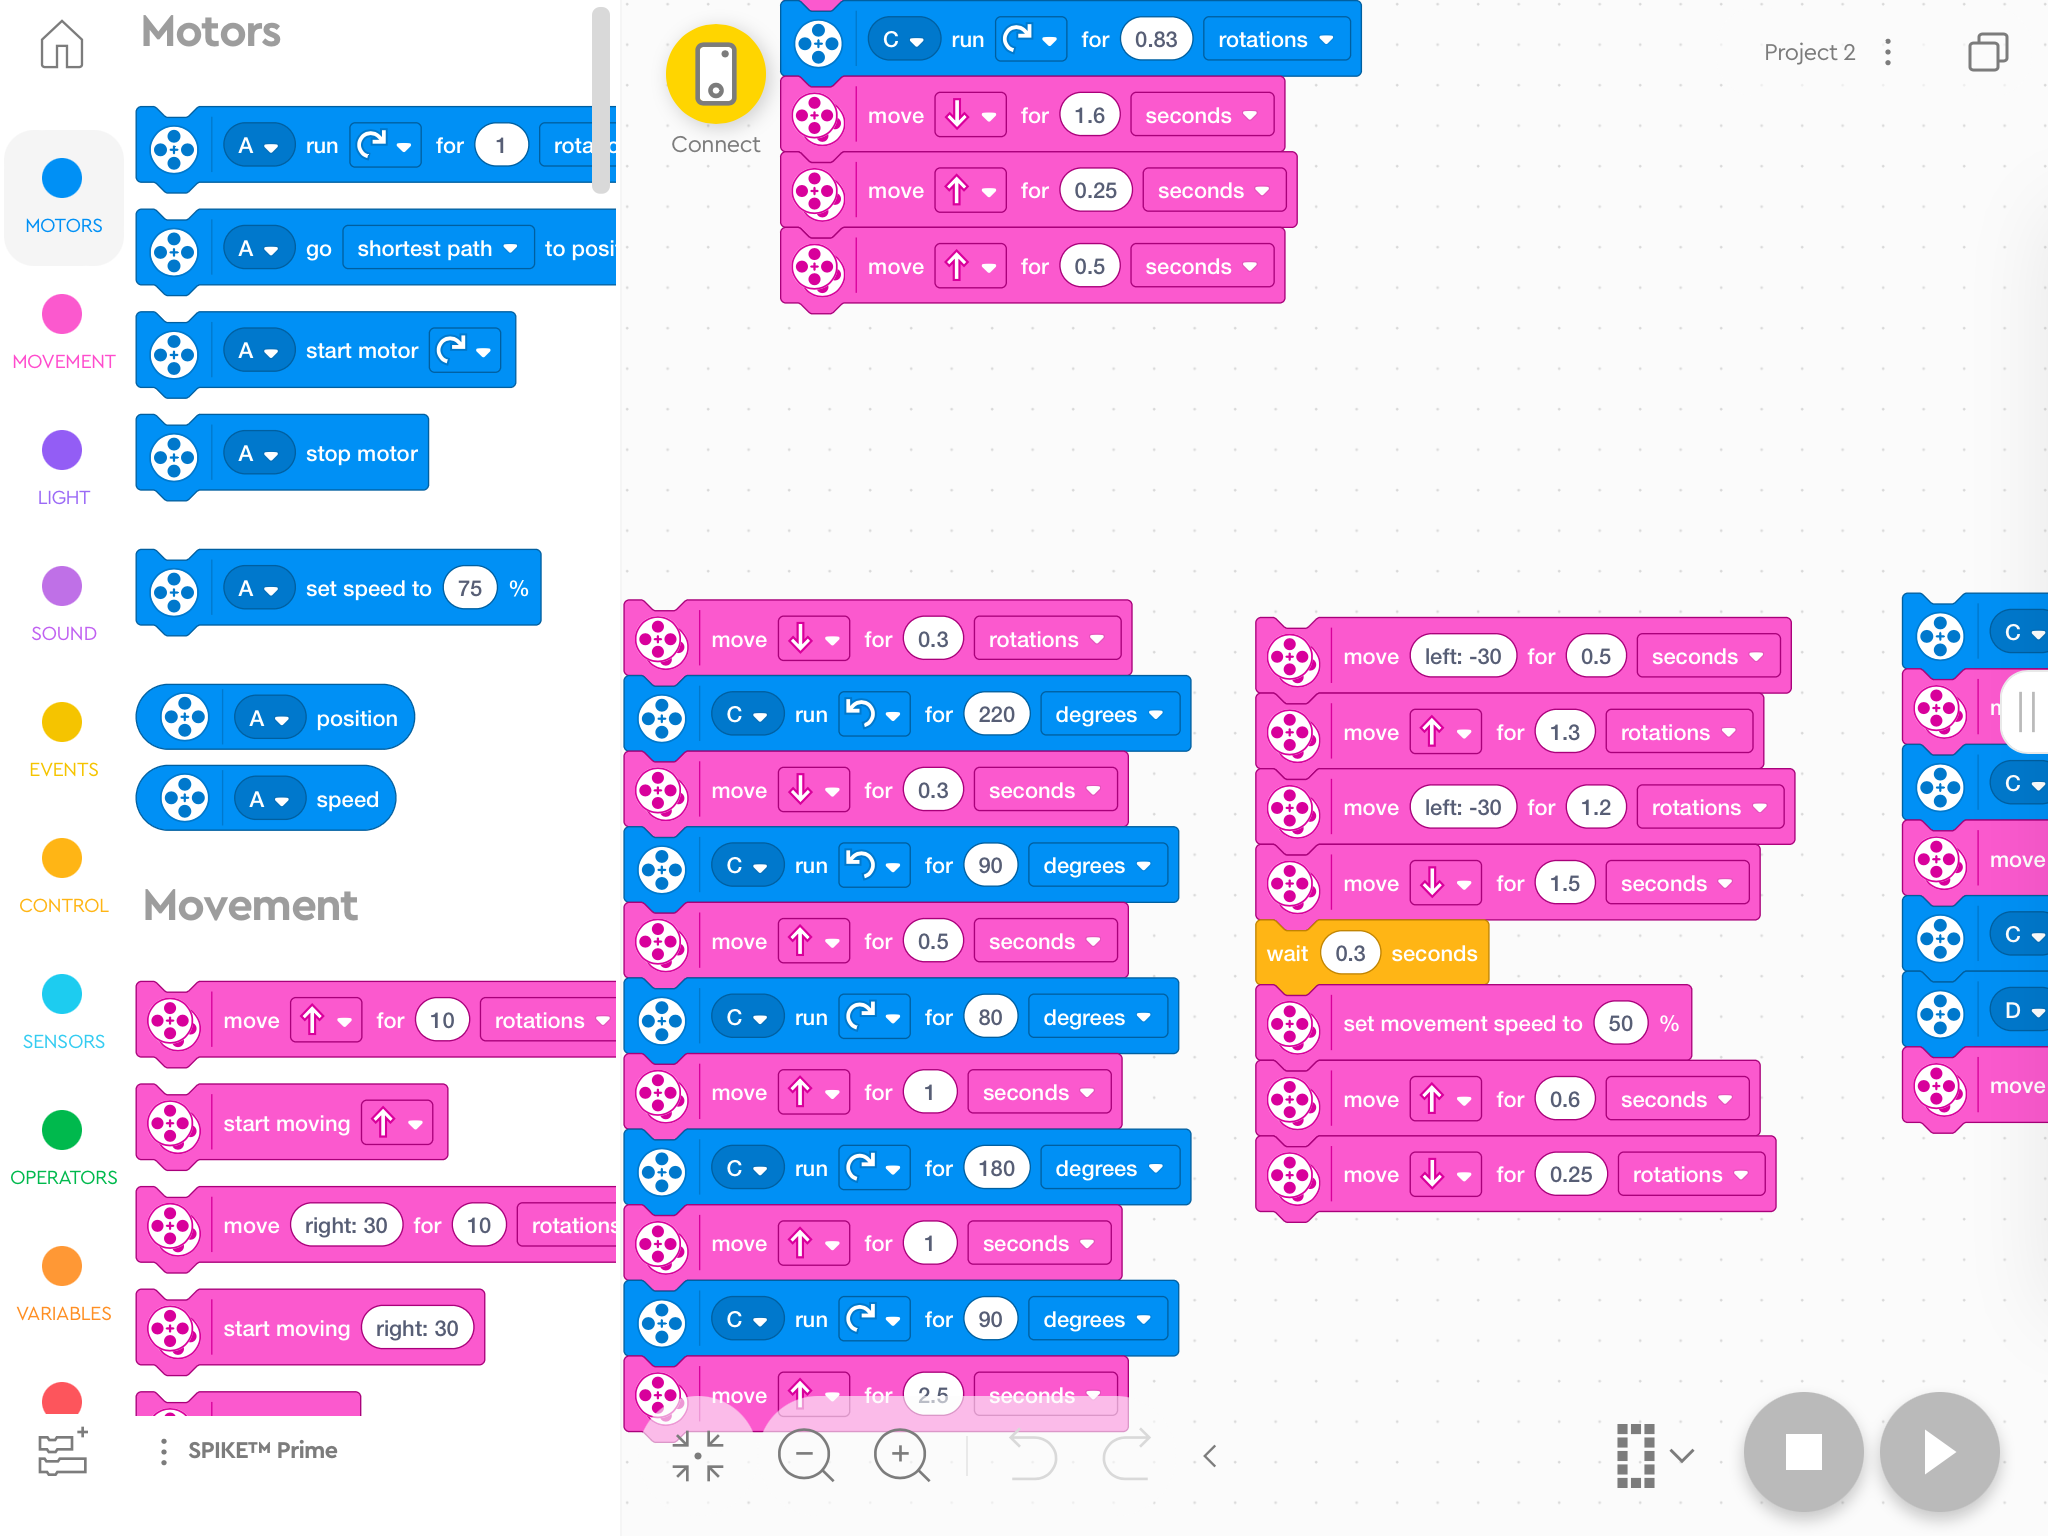 Motors
MOTORS
MOVEMENT
LIGHT
SOUND
EVENTS
CONTROL
SENSORS
OPERATORS
VARIABLES
A run for 1
A go shortest path to
A start motor
A stop motor
A set speed to 75 %
A position
A speed
Movement
move for 10 rotations
start moving
move right: 30 for 10 rotations
start moving right: 30
SPIKE™ Prime
Connect
Project 2
C run for 0.83 rotations
move for 1.6 seconds
move for 0.25 seconds
move for 0.5 seconds
move for 0.3 rotations
C run for 220 degrees
move for 0.3 seconds
C run for 90 degrees
move for 0.5 seconds
C run for 80 degrees
move for 1 seconds
C run for 180 degrees
move for 1 seconds
C run for 90 degrees
move for 2.5 seconds
move left: -30 for 0.5 seconds
move for 1.3 rotations
move left: -30 for 1.2 rotations
move for 1.5 seconds
wait 0.3 seconds
set movement speed to 50 %
move for 0.6 seconds
move for 0.25 rotations
C
C
move
C
D
move